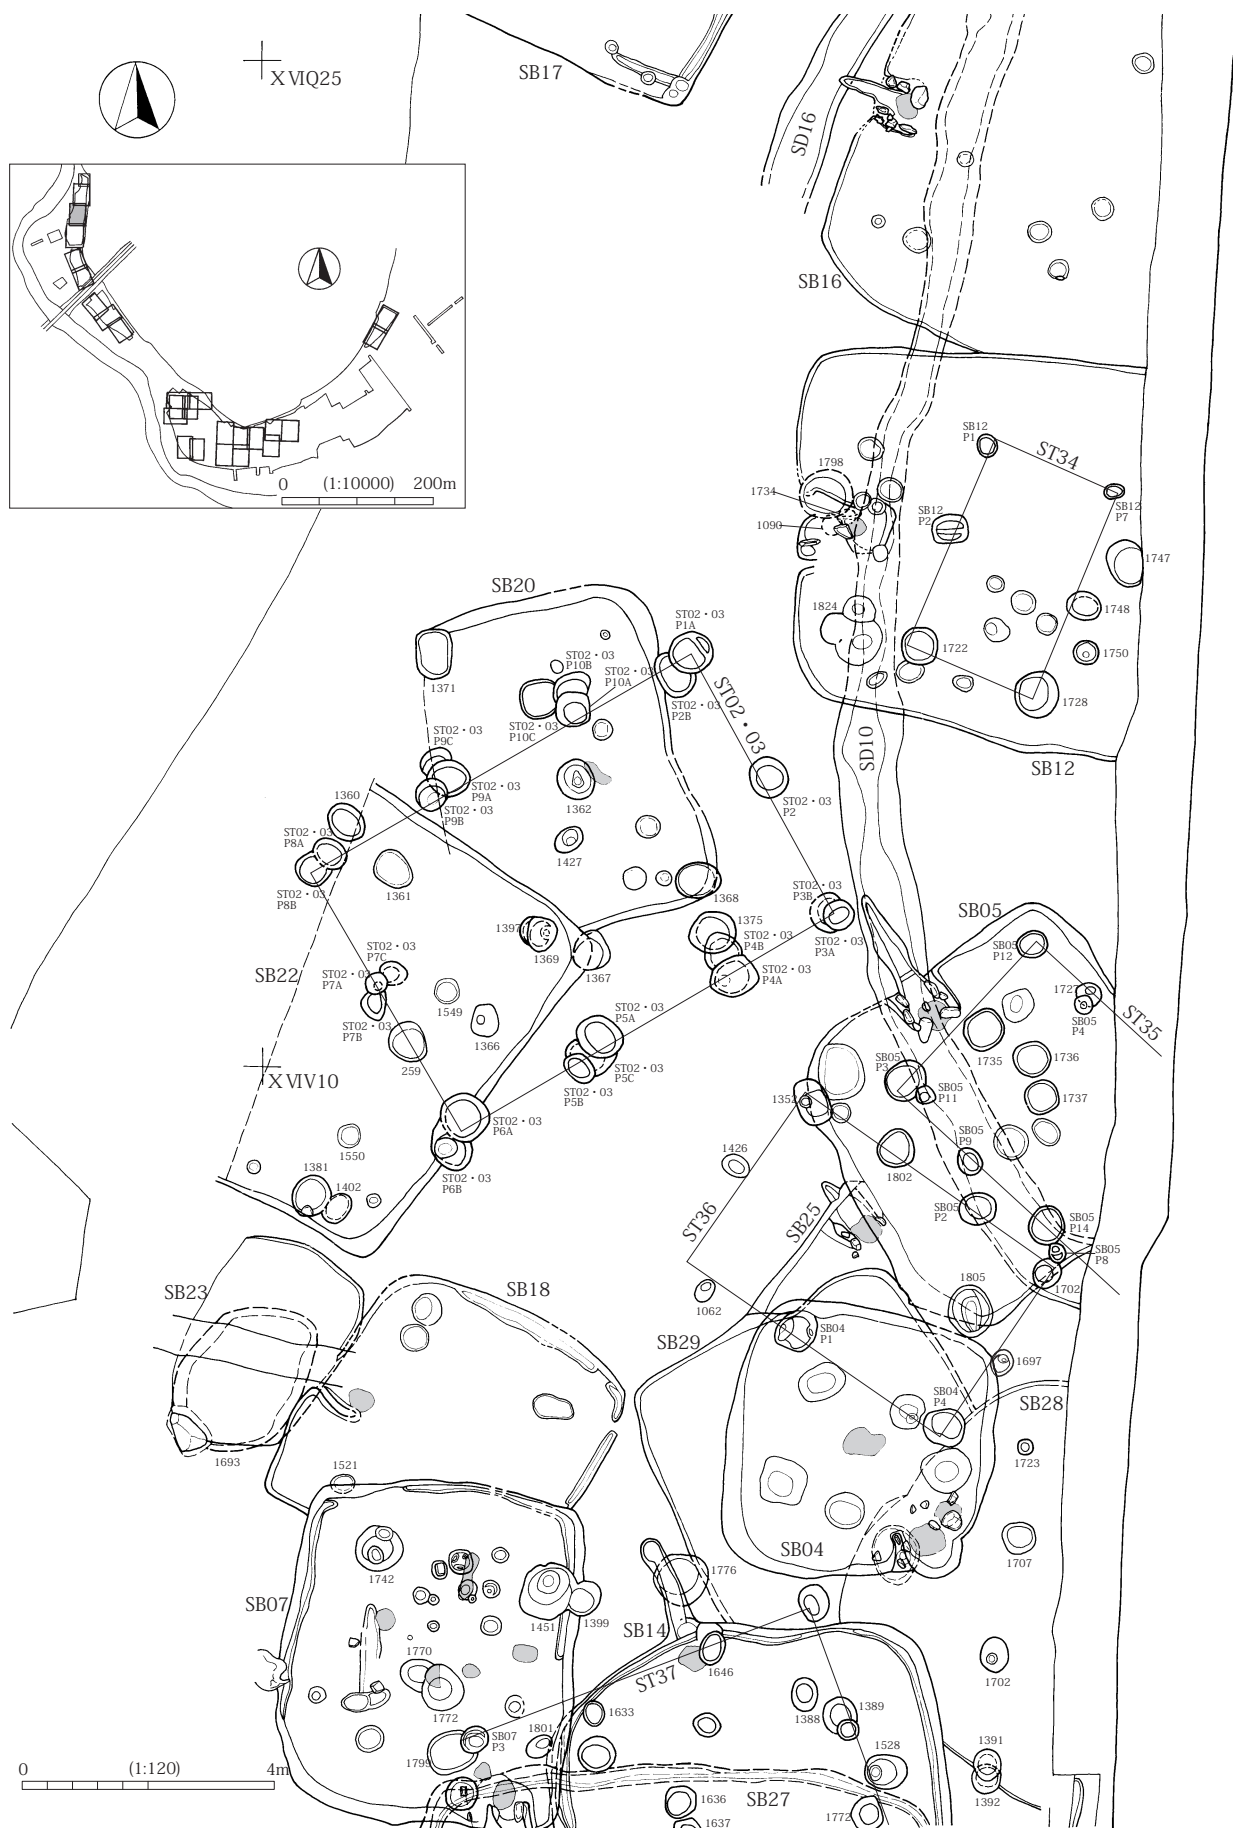 XVIQ25
SB17
SD16
SB16
0 (1:10000) 200m
SB12
P1
ST34
1798
1734
SB12
P2
SB12
P7
1090
1747
SB20
1824
1748
ST02・03
P1A
1722
1750
ST02・03
P10B
ST02・03
P10A
1371
ST02・03
P2B
1728
ST02・03
ST02・03
P10C
ST02・03
P9C
SD10
SB12
ST02・03
P9A
1362
ST02・03
P2
1360
ST02・03
P9B
ST02・03
P8A
1427
ST02・03
P8B
1361
1368
ST02・03
P3B
SB05
1397
1369
1375
ST02・03
P4B
ST02・03
P3A
SB05
P12
ST02・03
P7C
SB22
ST02・03
P7A
1367
ST02・03
P4A
1727
SB05
P4
ST35
ST02・03
P7B
1549
1366
ST02・03
P5A
1735
1736
259
ST02・03
P5C
SB05
P3
XVIV10
ST02・03
P5B
1352
SB05
P11
1737
ST02・03
P6A
SB05
P9
1550
1426
1802
1381
1402
ST02・03
P6B
ST36
SB25
SB05
P2
SB05
P14
SB05
P8
SB23
SB18
1062
1805
1702
SB29
SB04
P1
1697
SB04
P4
SB28
1693
1521
1723
SB04
1707
1742
1776
SB07
1451
1399
SB14
1770
ST37
1646
1702
1772
1633
1388
1389
SB07
P3
1801
1799
1528
1391
0 (1:120) 4m
1636
SB27
1392
1637
1772